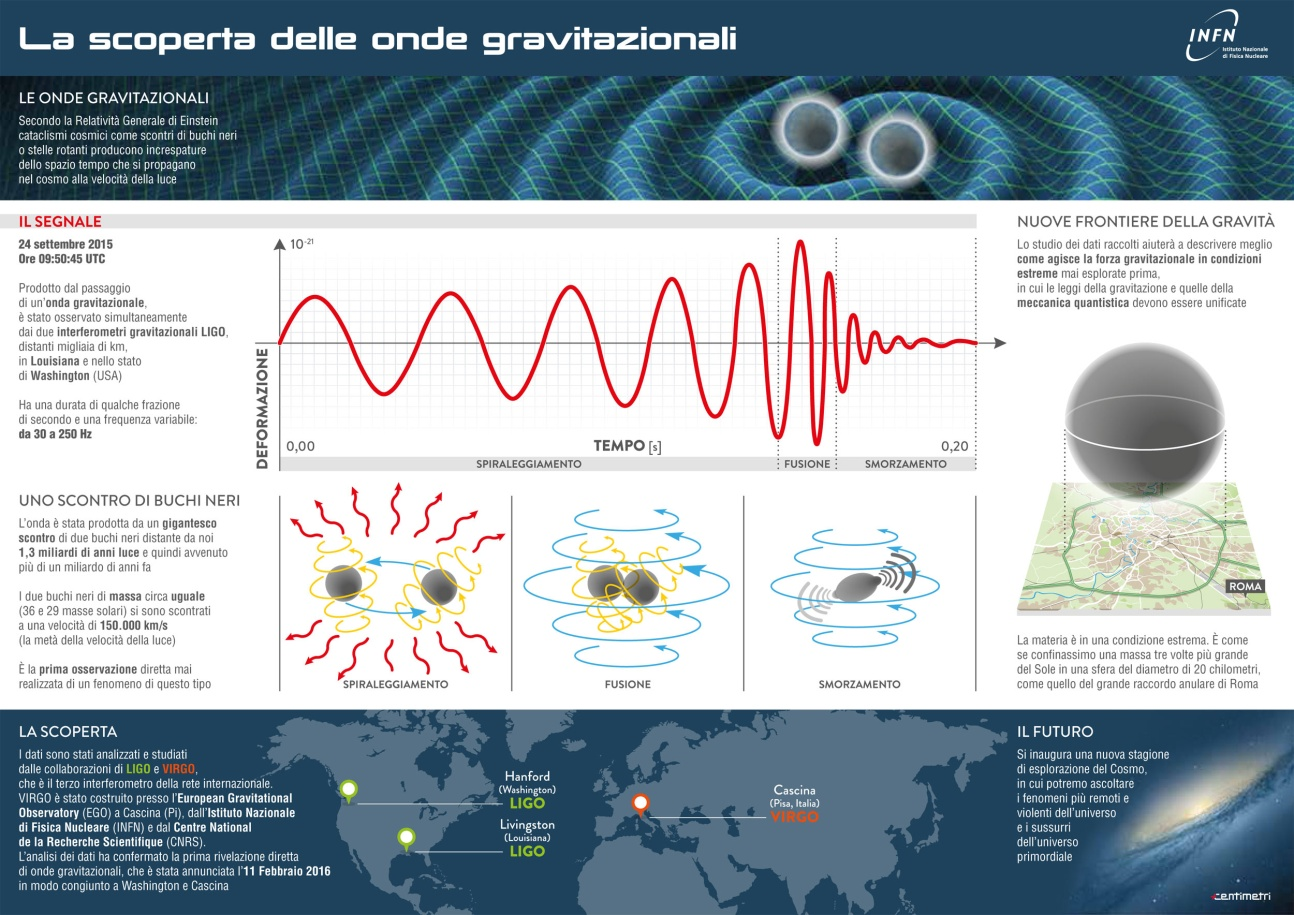 La scoperta delle onde gravitazionali
INFN
Istituto Nazionale
di Fisica Nucleare
LE ONDE GRAVITAZIONALI
Secondo la Relatività Generale di Einstein
cataclismi cosmici come scontri di buchi neri
o stelle rotanti producono increspature
dello spazio tempo che si propagano
nel cosmo alla velocità della luce
IL SEGNALE
24 settembre 2015
Ore 09:50:45 UTC
Prodotto dal passaggio
di un'onda gravitazionale,
è stato osservato simultaneamente
dai due interferometri gravitazionali LIGO,
distanti migliaia di km,
in Louisiana e nello stato
di Washington (USA)
Ha una durata di qualche frazione
di secondo e una frequenza variabile:
da 30 a 250 Hz
10⁻²¹
DEFORMAZIONE
0,00
TEMPO [s]
0,20
SPIRALEGGIAMENTO
FUSIONE
SMORZAMENTO
NUOVE FRONTIERE DELLA GRAVITÀ
Lo studio dei dati raccolti aiuterà a descrivere meglio
come agisce la forza gravitazionale in condizioni
estreme mai esplorate prima,
in cui le leggi della gravitazione e quelle della
meccanica quantistica devono essere unificate
ROMA
La materia è in una condizione estrema. È come
se confinassimo una massa tre volte più grande
del Sole in una sfera del diametro di 20 chilometri,
come quello del grande raccordo anulare di Roma
UNO SCONTRO DI BUCHI NERI
L'onda è stata prodotta da un gigantesco
scontro di due buchi neri distante da noi
1,3 miliardi di anni luce e quindi avvenuto
più di un miliardo di anni fa
I due buchi neri di massa circa uguale
(36 e 29 masse solari) si sono scontrati
a una velocità di 150.000 km/s
(la metà della velocità della luce)
È la prima osservazione diretta mai
realizzata di un fenomeno di questo tipo
SPIRALEGGIAMENTO
FUSIONE
SMORZAMENTO
LA SCOPERTA
I dati sono stati analizzati e studiati
dalle collaborazioni di LIGO e VIRGO,
che è il terzo interferometro della rete internazionale.
VIRGO è stato costruito presso l'European Gravitational
Observatory (EGO) a Cascina (Pi), dall'Istituto Nazionale
di Fisica Nucleare (INFN) e dal Centre National
de la Recherche Scientifique (CNRS).
L'analisi dei dati ha confermato la prima rivelazione diretta
di onde gravitazionali, che è stata annunciata l'11 Febbraio 2016
in modo congiunto a Washington e Cascina
Hanford
(Washington)
LIGO
Livingston
(Louisiana)
LIGO
Cascina
(Pisa, Italia)
VIRGO
IL FUTURO
Si inaugura una nuova stagione
di esplorazione del Cosmo,
in cui potremo ascoltare
i fenomeni più remoti e
violenti dell'universo
e i sussurri
dell'universo
primordiale
centimetri